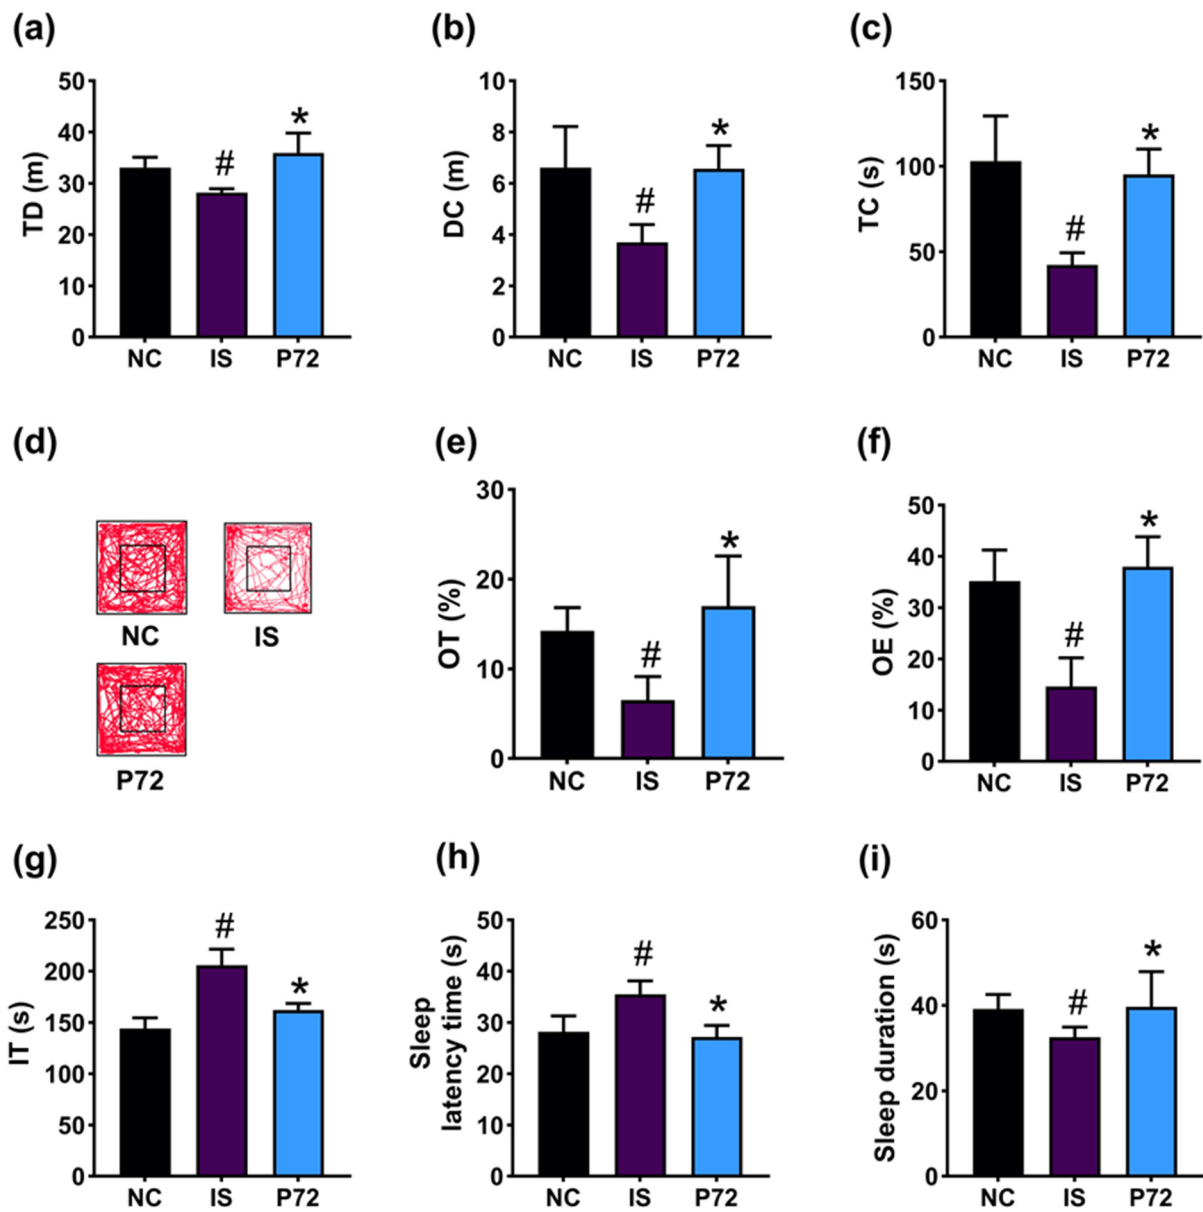 (a)
(b)
(c)
TD (m)
50
40
30
20
10
0
#
*
NC IS P72
DC (m)
10
8
6
4
2
0
#
*
NC IS P72
TC (s)
150
100
50
0
#
*
NC IS P72
(d)
(e)
(f)
NC
IS
P72
OT (%)
30
20
10
0
#
*
NC IS P72
OE (%)
50
40
30
20
10
0
#
*
NC IS P72
(g)
(h)
(i)
IT (s)
250
200
150
100
50
0
#
*
NC IS P72
Sleep
latency time (s)
50
40
30
20
10
0
#
*
NC IS P72
Sleep duration (s)
60
40
20
0
#
*
NC IS P72